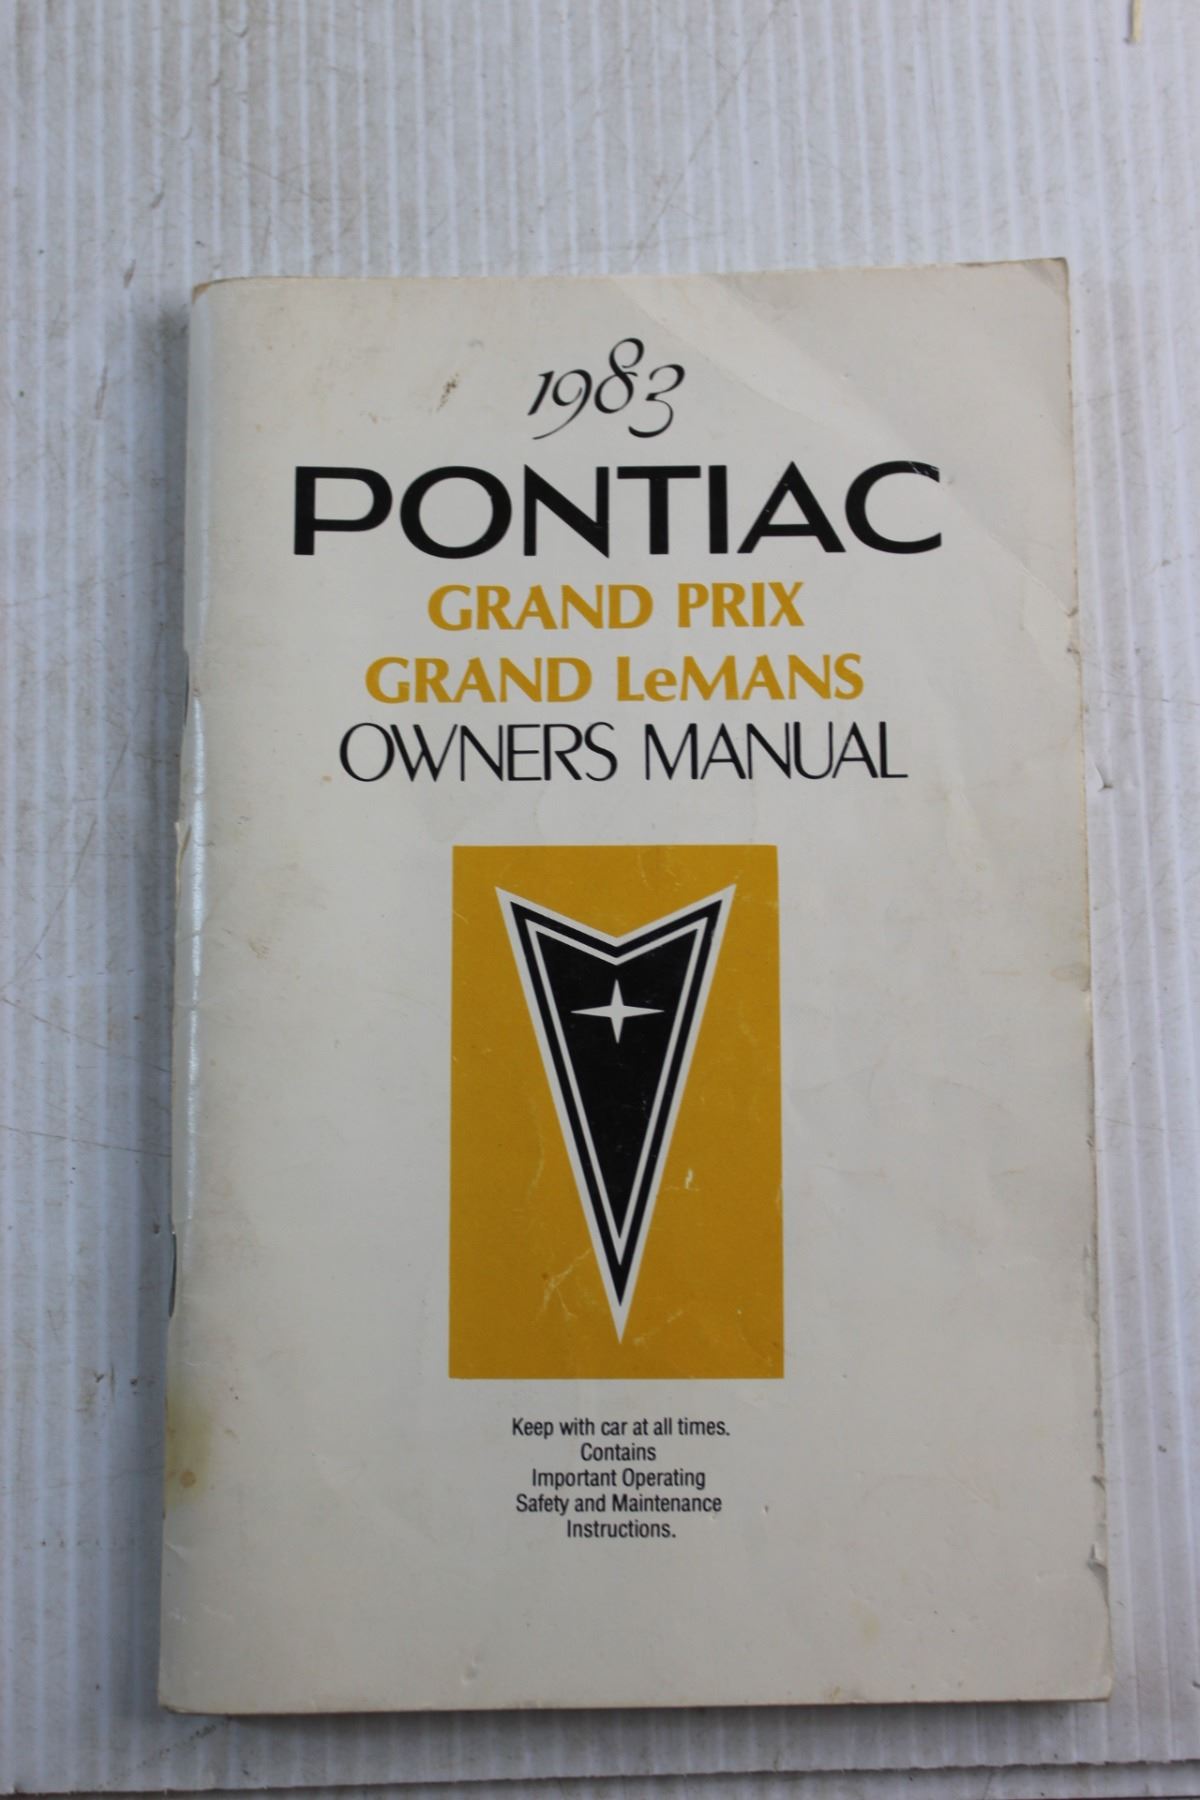 1983
PONTIAC
GRAND PRIX
GRAND LeMANS
OWNERS MANUAL
Keep with car at all times.
Contains
Important Operating
Safety and Maintenance
Instructions.